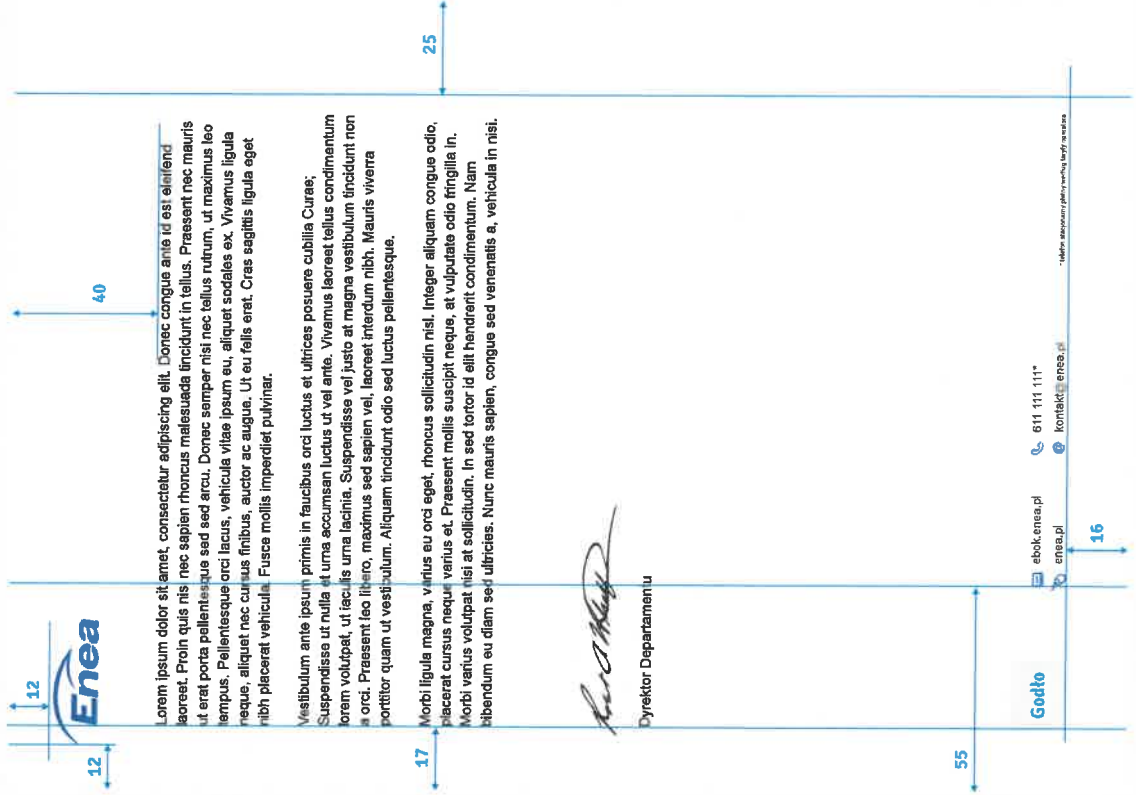 12
12
Enea
40
25
Lorem ipsum dolor sit amet, consectetur adipiscing elit. Donec congue ante id est eleifend
laoreet. Proin quis nis nec sapien rhoncus malesuada tincidunt in tellus. Praesent nec mauris
ut erat porta pellentesque sed sed arcu. Donec semper nisi nec tellus rutrum, ut maximus leo
tempus. Pellentesque orci lacus, vehicula vitae ipsum eu, aliquet sodales ex. Vivamus ligula
neque, aliquet nec cursus finibus, auctor ac augue. Ut eu felis erat. Cras sagittis ligula eget
nibh placerat vehicula. Fusce mollis imperdiet pulvinar.
Vestibulum ante ipsum primis in faucibus orci luctus et ultrices posuere cubilia Curae;
Suspendisse ut nulla et urna accumsan luctus ut vel ante. Vivamus laoreet tellus condimentum
lorem volutpat, ut iaculis urna lacinia. Suspendisse vel justo at magna vestibulum tincidunt non
a orci. Praesent leo libero, maximus sed sapien vel, laoreet interdum nibh. Mauris viverra
porttitor quam ut vestibulum. Aliquam tincidunt odio sed luctus pellentesque.
17
Morbi ligula magna, varius eu orci eget, rhoncus sollicitudin nisl. Integer aliquam congue odio,
placerat cursus neque varius et. Praesent mollis suscipit neque, at vulputate odio fringilla in.
Morbi varius volutpat nisi at sollicitudin. In sed tortor id elit hendrerit condimentum. Nam
bibendum eu diam sed ultricies. Nunc mauris sapien, congue sed venenatis a, vehicula in nisi.
Dyrektor Departamentu
55
Godło
ebok.enea.pl 611 111 111*
enea.pl kontakt@enea.pl
*telefon stacjonarny płatny według taryfy operatora
16